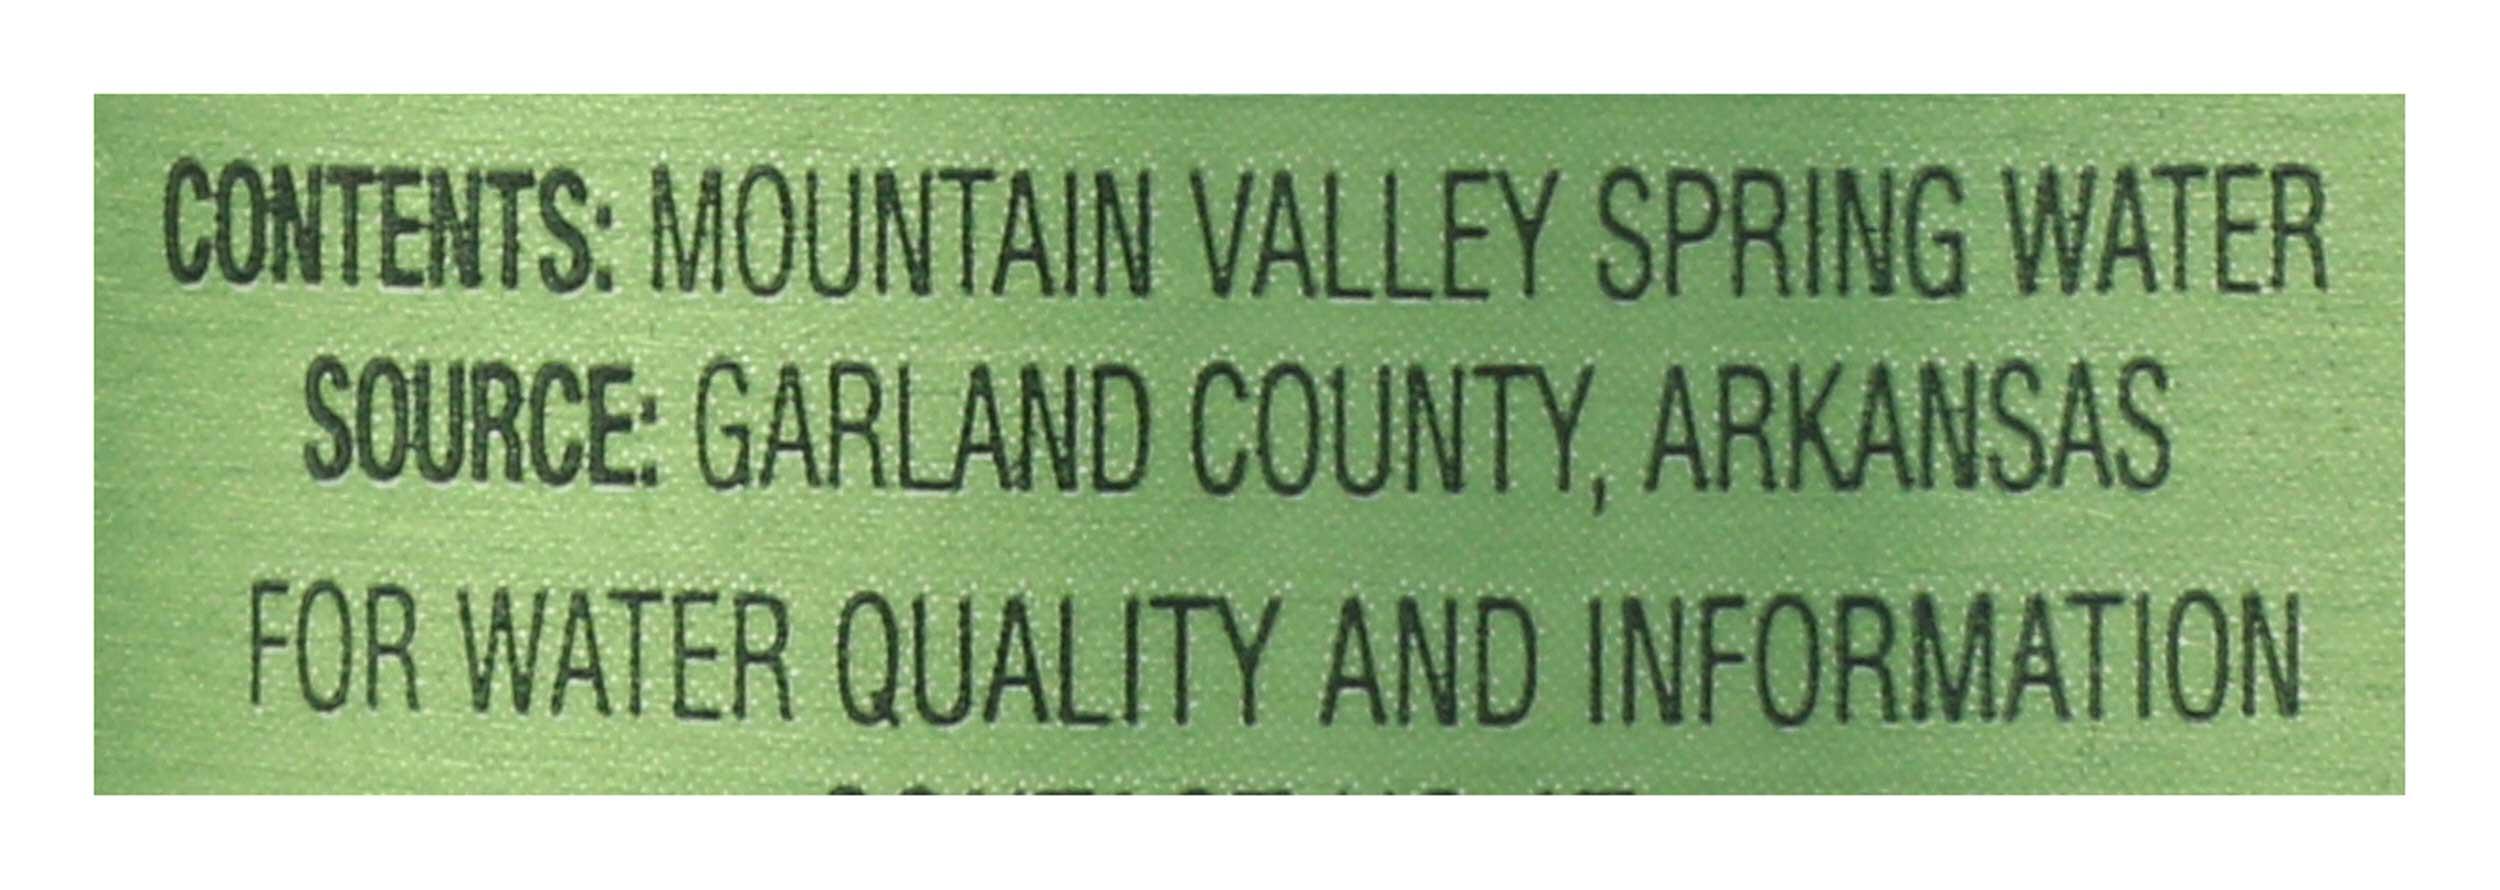 CONTENTS: MOUNTAIN VALLEY SPRING WATER
SOURCE: GARLAND COUNTY, ARKANSAS
FOR WATER QUALITY AND INFORMATION